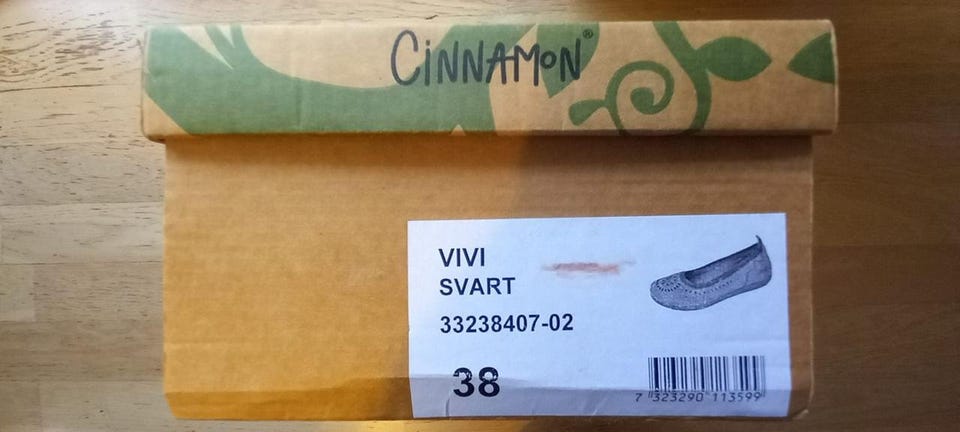 CiNNAMoN®
VIVI
SVART
33238407-02
38
7 323290 113599